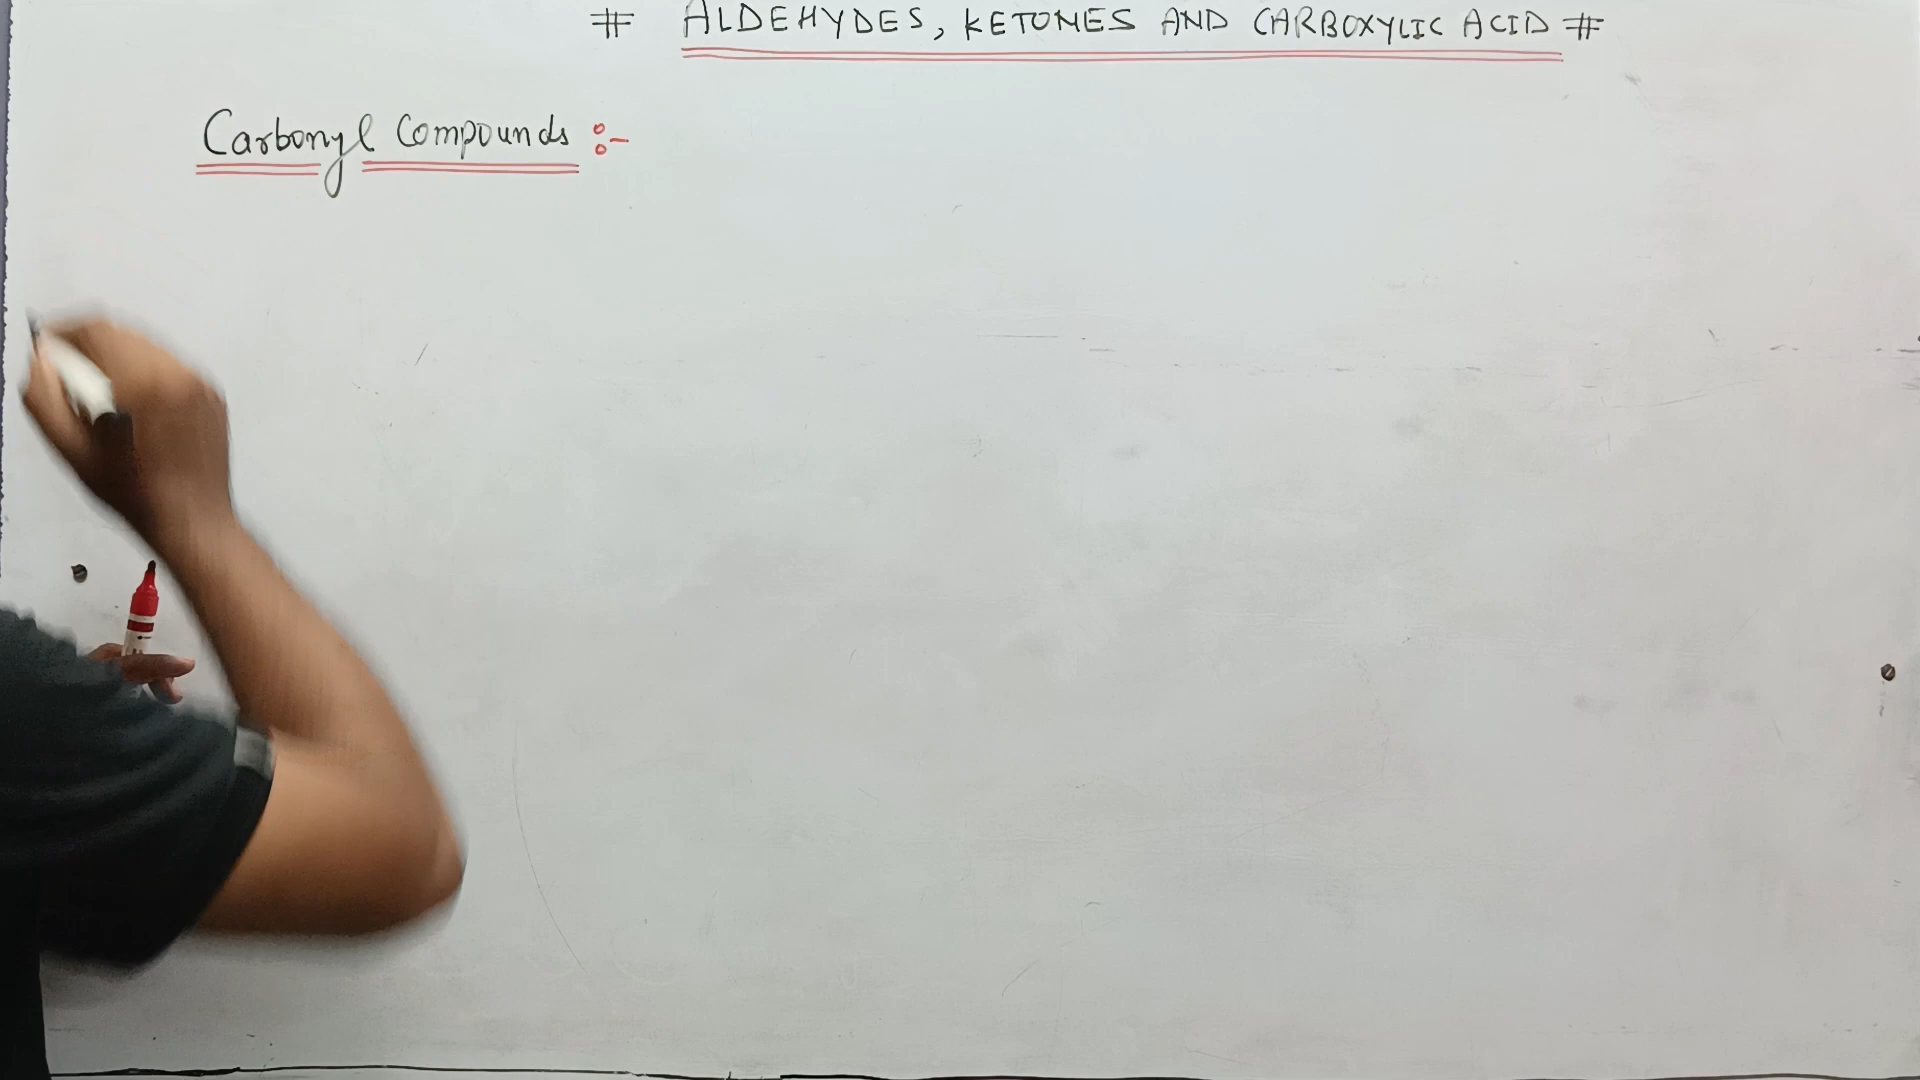 # ALDEHYDES, KETONES AND CARBOXYLIC ACID #
Carbonyl Compounds :-